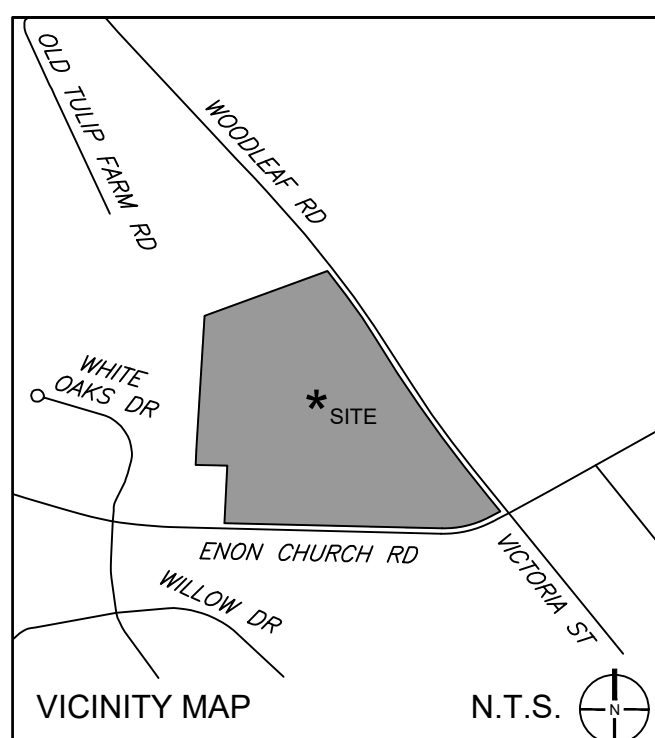 OLD TULIP FARM RD
WOODLEAF RD
WHITE
OAKS DR
* SITE
ENON CHURCH RD
VICTORIA ST
WILLOW DR
VICINITY MAP
N.T.S.
N